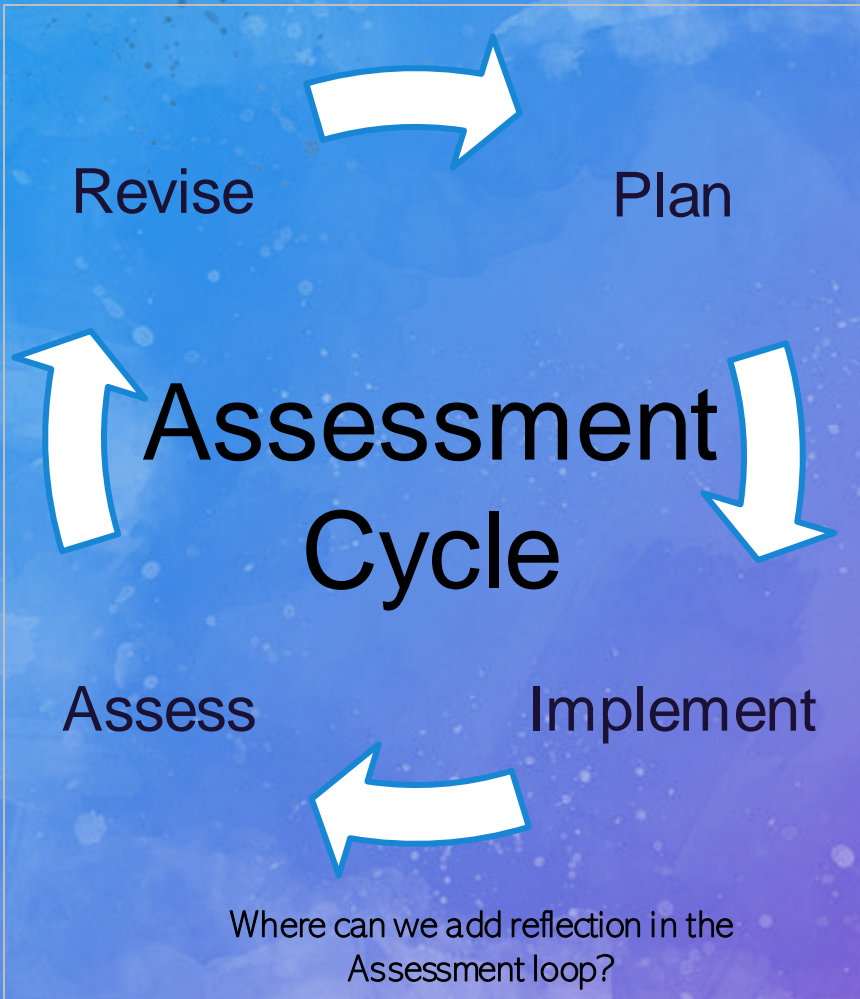 Revise
Plan
Assessment
Cycle
Assess
Implement
Where can we add reflection in the
Assessment loop?